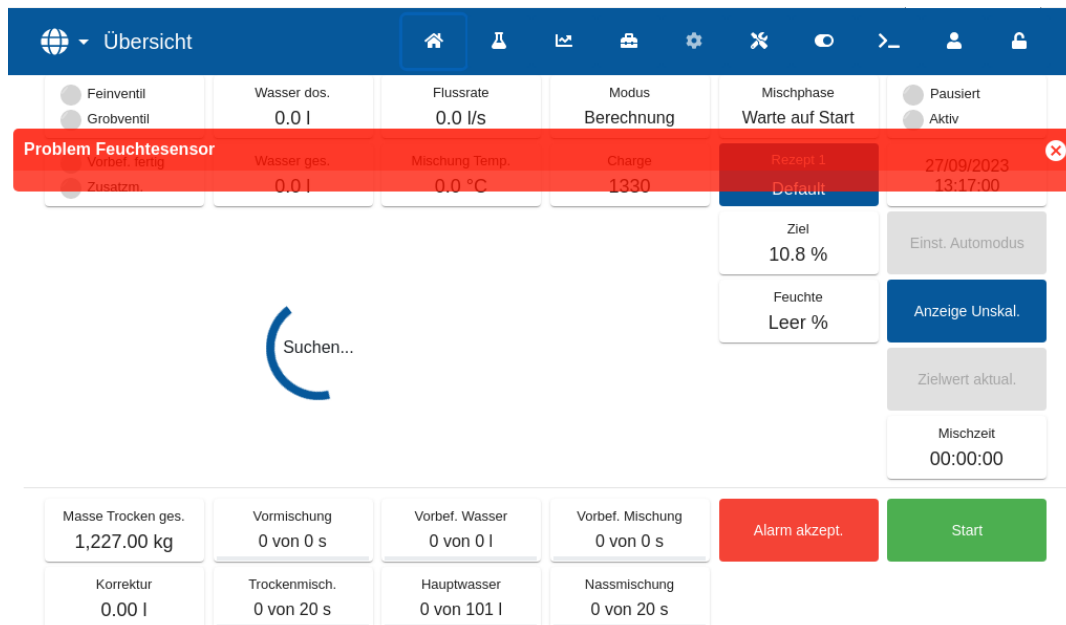 Übersicht
Feinventil
Grobventil
Wasser dos.
0.0 l
Flussrate
0.0 l/s
Modus
Berechnung
Mischphase
Warte auf Start
Pausiert
Aktiv
Problem Feuchtesensor
Vorbef. fertig
Zusatzm.
Wasser ges.
0.0 l
Mischung Temp.
0.0 °C
Charge
1330
Rezept 1
Default
27/09/2023
13:17:00
Ziel
10.8 %
Einst. Automodus
Feuchte
Leer %
Anzeige Unskal.
Suchen...
Zielwert aktual.
Mischzeit
00:00:00
Masse Trocken ges.
1,227.00 kg
Vormischung
0 von 0 s
Vorbef. Wasser
0 von 0 l
Vorbef. Mischung
0 von 0 s
Alarm akzept.
Start
Korrektur
0.00 l
Trockenmisch.
0 von 20 s
Hauptwasser
0 von 101 l
Nassmischung
0 von 20 s